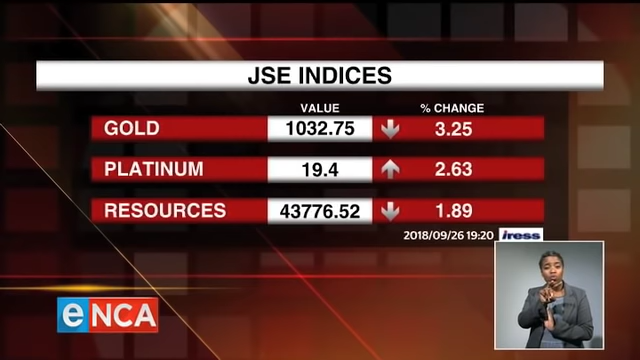 JSE INDICES
VALUE % CHANGE
GOLD 1032.75 3.25
PLATINUM 19.4 2.63
RESOURCES 43776.52 1.89
2018/09/26 19:20 iress
eNCA